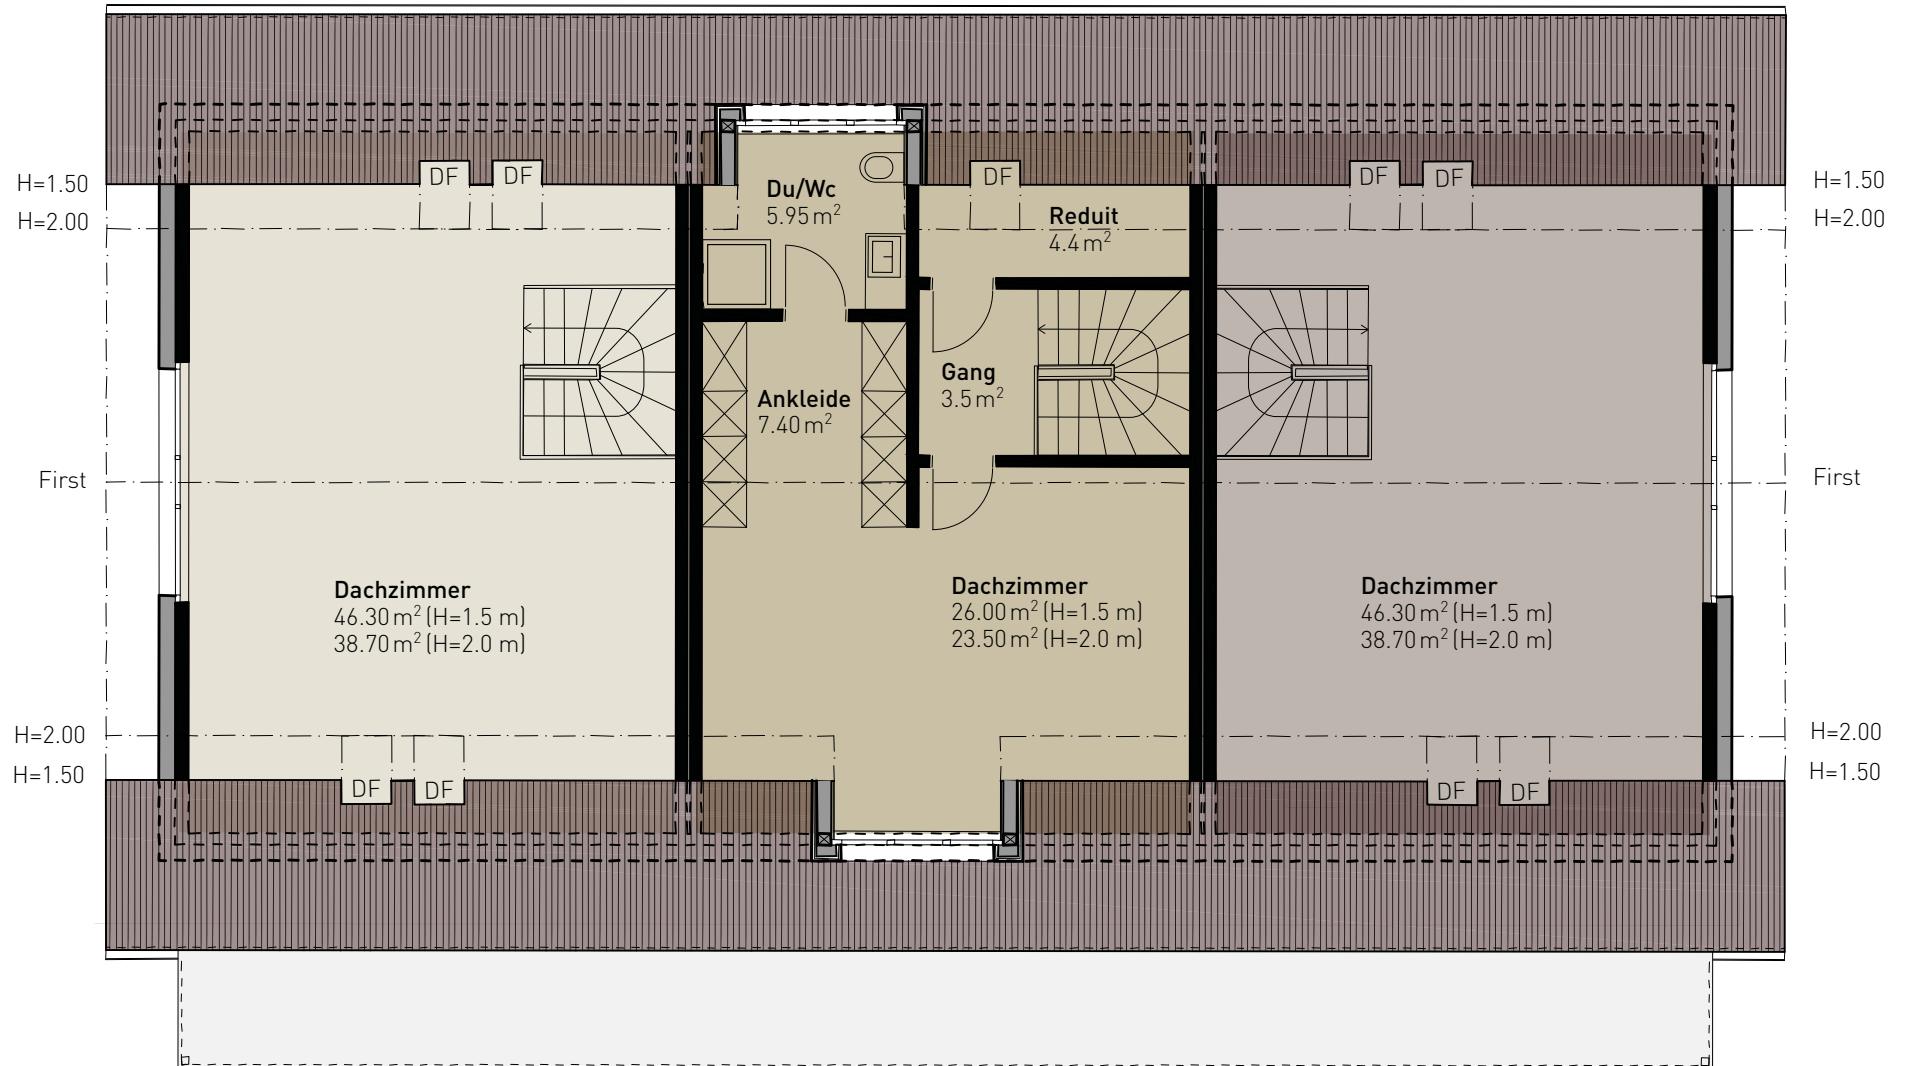 DF
DF
DF
DF
DF
H=1.50
H=1.50
H=2.00
H=2.00
Du/Wc
5.95 m²
Reduit
4.4 m²
Gang
3.5 m²
Ankleide
7.40 m²
First
First
Dachzimmer
46.30 m² (H=1.5 m)
38.70 m² (H=2.0 m)
Dachzimmer
26.00 m² (H=1.5 m)
23.50 m² (H=2.0 m)
Dachzimmer
46.30 m² (H=1.5 m)
38.70 m² (H=2.0 m)
H=2.00
H=2.00
H=1.50
H=1.50
DF
DF
DF
DF